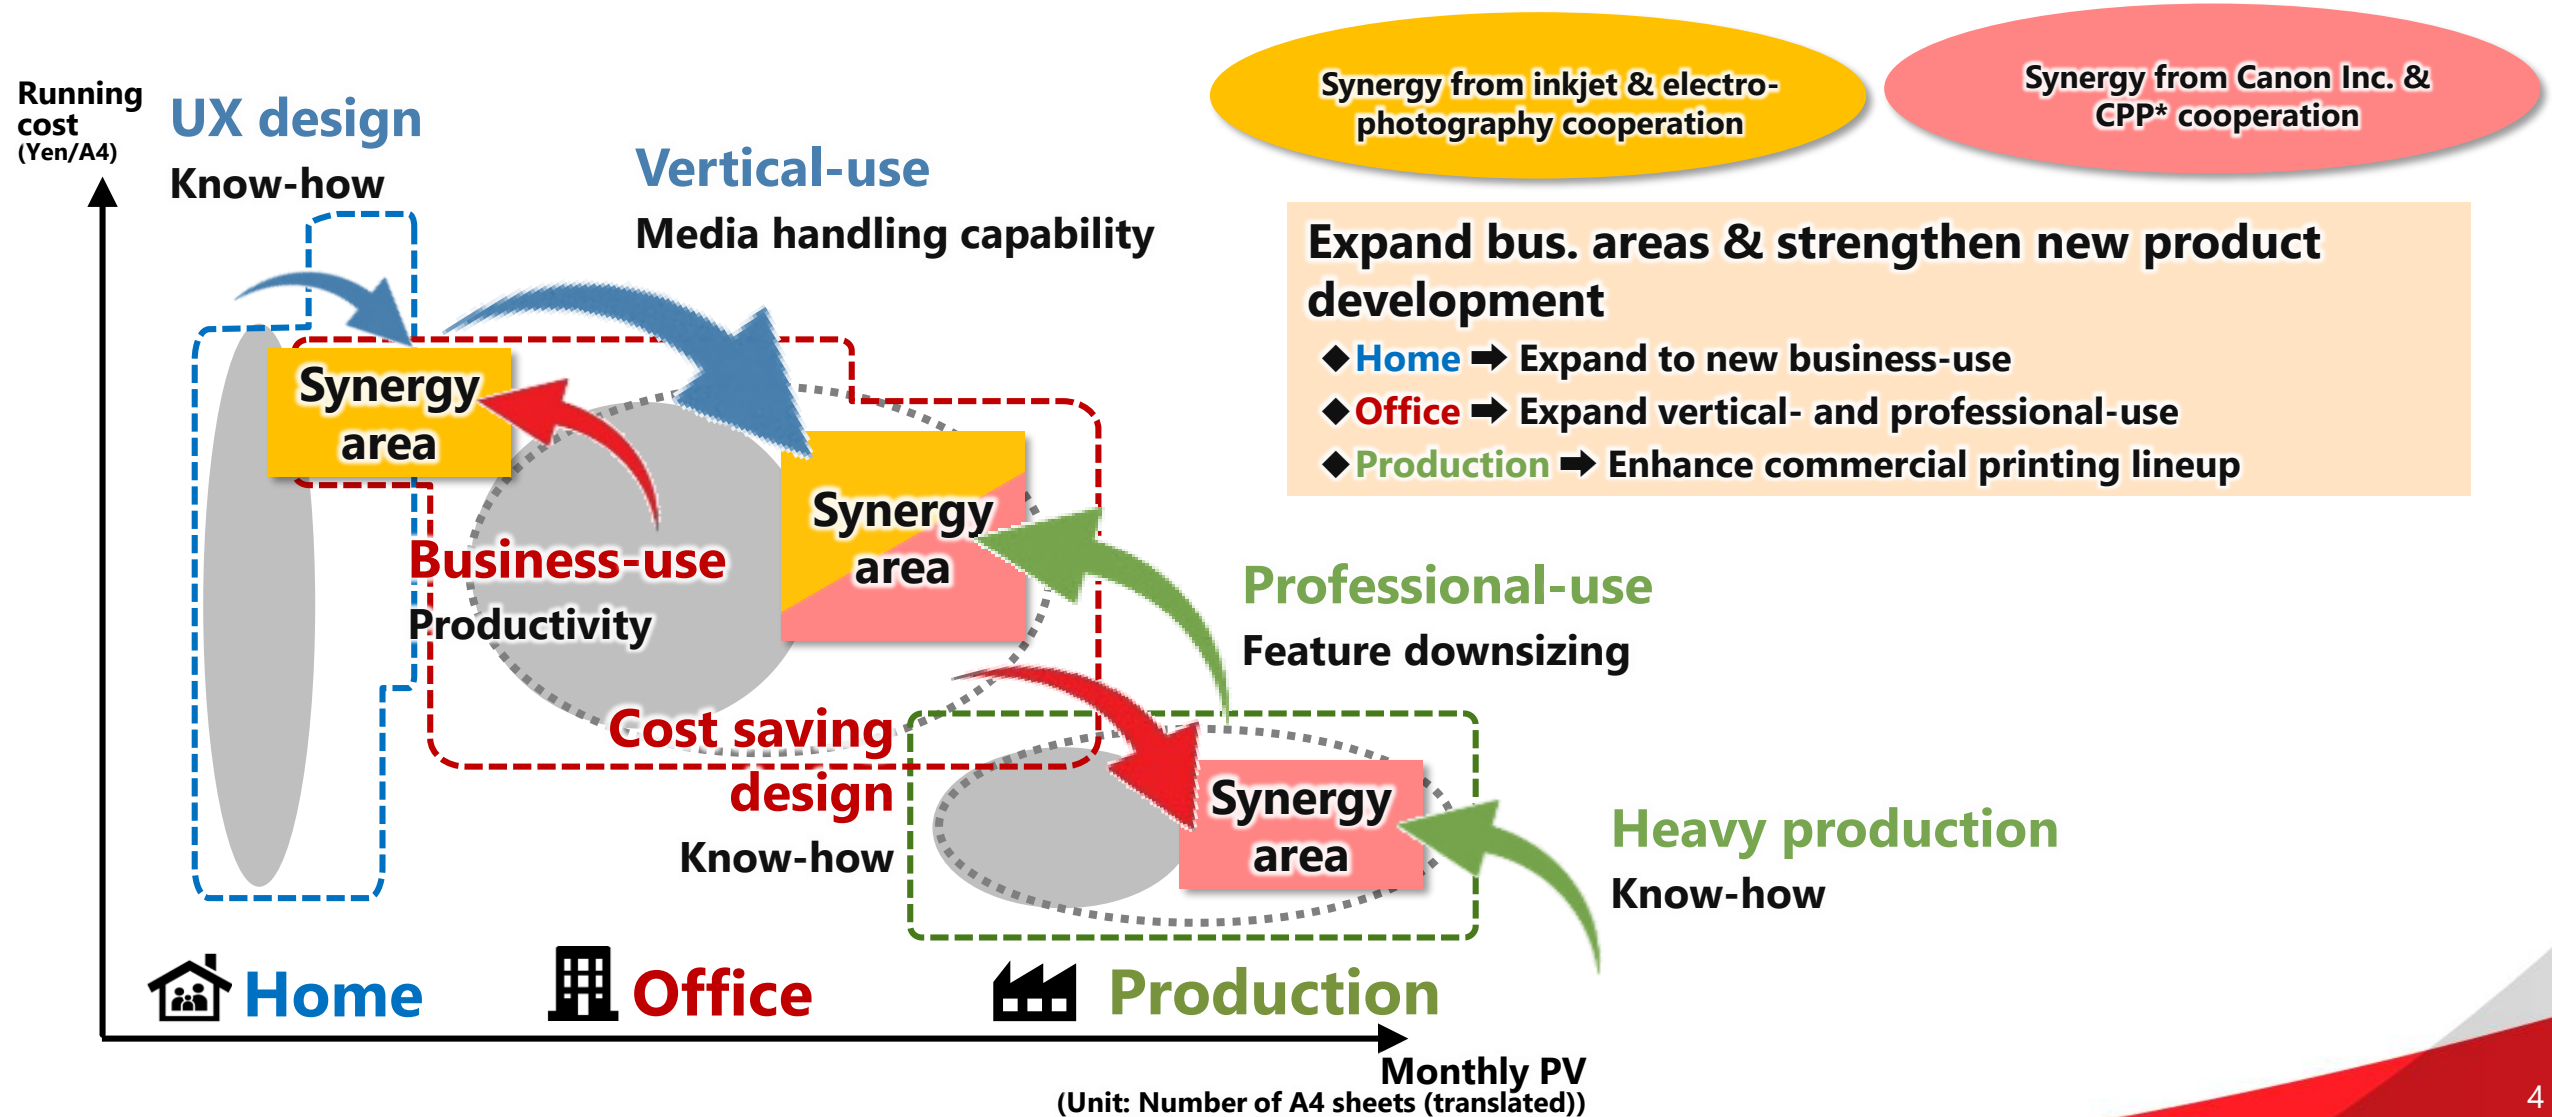 Running
cost
(Yen/A4)
UX design
Know-how
Vertical-use
Media handling capability
Synergy from inkjet & electro-
photography cooperation
Synergy from Canon Inc. &
CPP* cooperation
Expand bus. areas & strengthen new product
development
◆Home ➡ Expand to new business-use
◆Office ➡ Expand vertical- and professional-use
◆Production ➡ Enhance commercial printing lineup
Synergy
area
Synergy
area
Business-use
Productivity
Professional-use
Feature downsizing
Cost saving
design
Know-how
Synergy
area
Heavy production
Know-how
Home
Office
Production
Monthly PV
(Unit: Number of A4 sheets (translated))
4